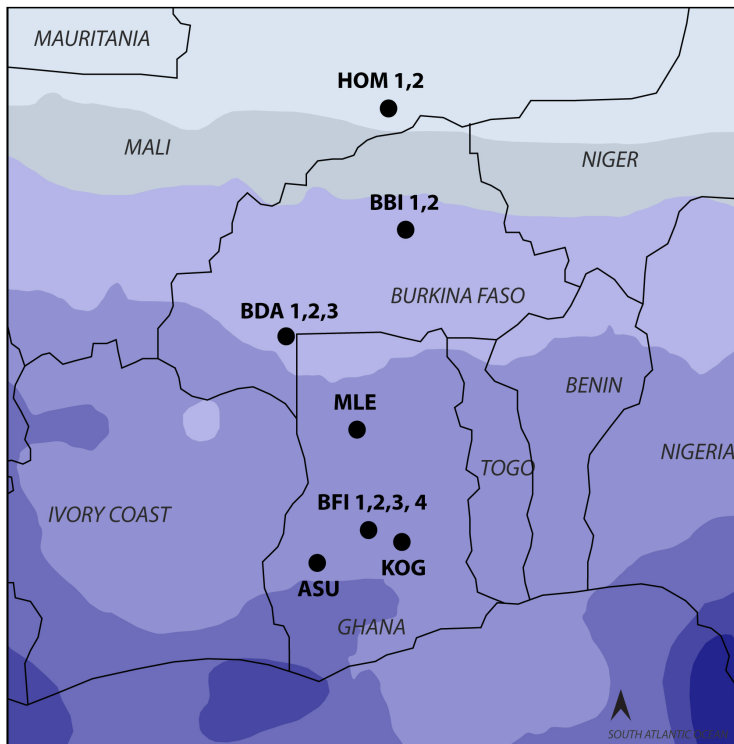 MAURITANIA
HOM 1,2
MALI
NIGER
BBI 1,2
BURKINA FASO
BDA 1,2,3
BENIN
MLE
NIGERIA
TOGO
BFI 1,2,3, 4
IVORY COAST
KOG
ASU
GHANA
SOUTH ATLANTIC OCEAN